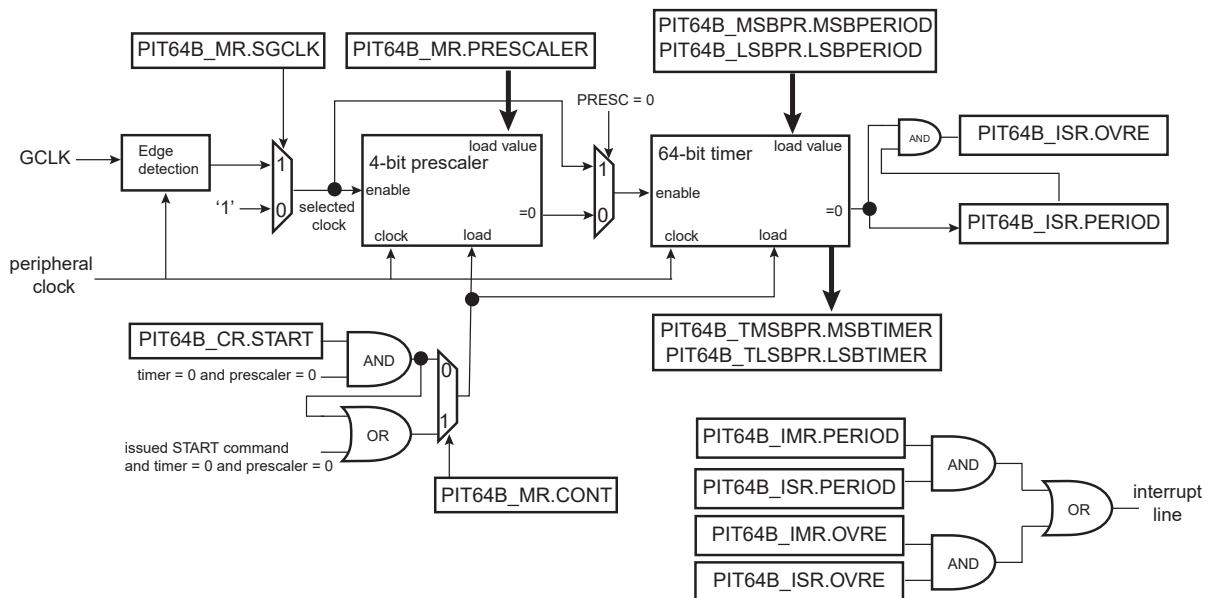 PIT64B_MR.SGCLK
PIT64B_MR.PRESCALER
PIT64B_MSBPR.MSBPERIOD
PIT64B_LSBPR.LSBPERIOD
PRESC = 0
GCLK
Edge
detection
1
0
‘1’
selected
clock
load value
4-bit prescaler
enable
=0
clock
load
1
0
load value
64-bit timer
enable
=0
clock
load
AND
PIT64B_ISR.OVRE
PIT64B_ISR.PERIOD
peripheral
clock
PIT64B_TMSBPR.MSBTIMER
PIT64B_TLSBPR.LSBTIMER
PIT64B_CR.START
AND
timer = 0 and prescaler = 0
0
1
OR
issued START command
and timer = 0 and prescaler = 0
PIT64B_MR.CONT
PIT64B_IMR.PERIOD
AND
PIT64B_ISR.PERIOD
OR
interrupt
line
PIT64B_IMR.OVRE
AND
PIT64B_ISR.OVRE